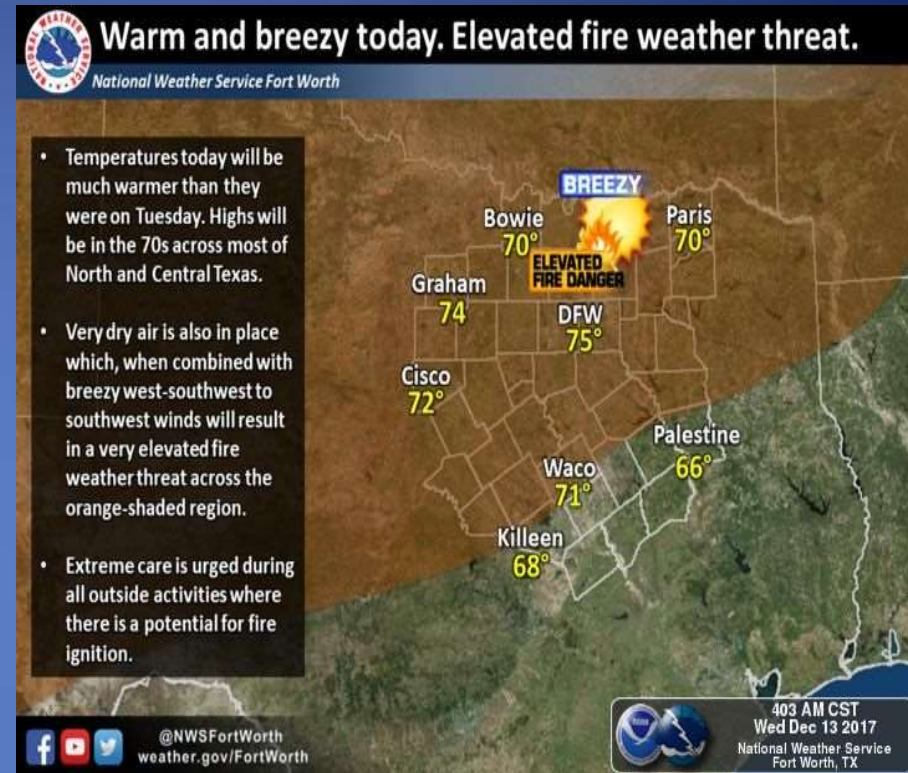 Warm and breezy today. Elevated fire weather threat.
NATIONAL WEATHER SERVICE
National Weather Service Fort Worth
• Temperatures today will be
much warmer than they
were on Tuesday. Highs will
be in the 70s across most of
North and Central Texas.
• Very dry air is also in place
which, when combined with
breezy west-southwest to
southwest winds will result
in a very elevated fire
weather threat across the
orange-shaded region.
• Extreme care is urged during
all outside activities where
there is a potential for fire
ignition.
BREEZY
Bowie
70°
Paris
70°
ELEVATED
FIRE DANGER
Graham
74
DFW
75°
Cisco
72°
Palestine
66°
Waco
71°
Killeen
68°
@NWSFortWorth
weather.gov/FortWorth
noaa
403 AM CST
Wed Dec 13 2017
National Weather Service
Fort Worth, TX